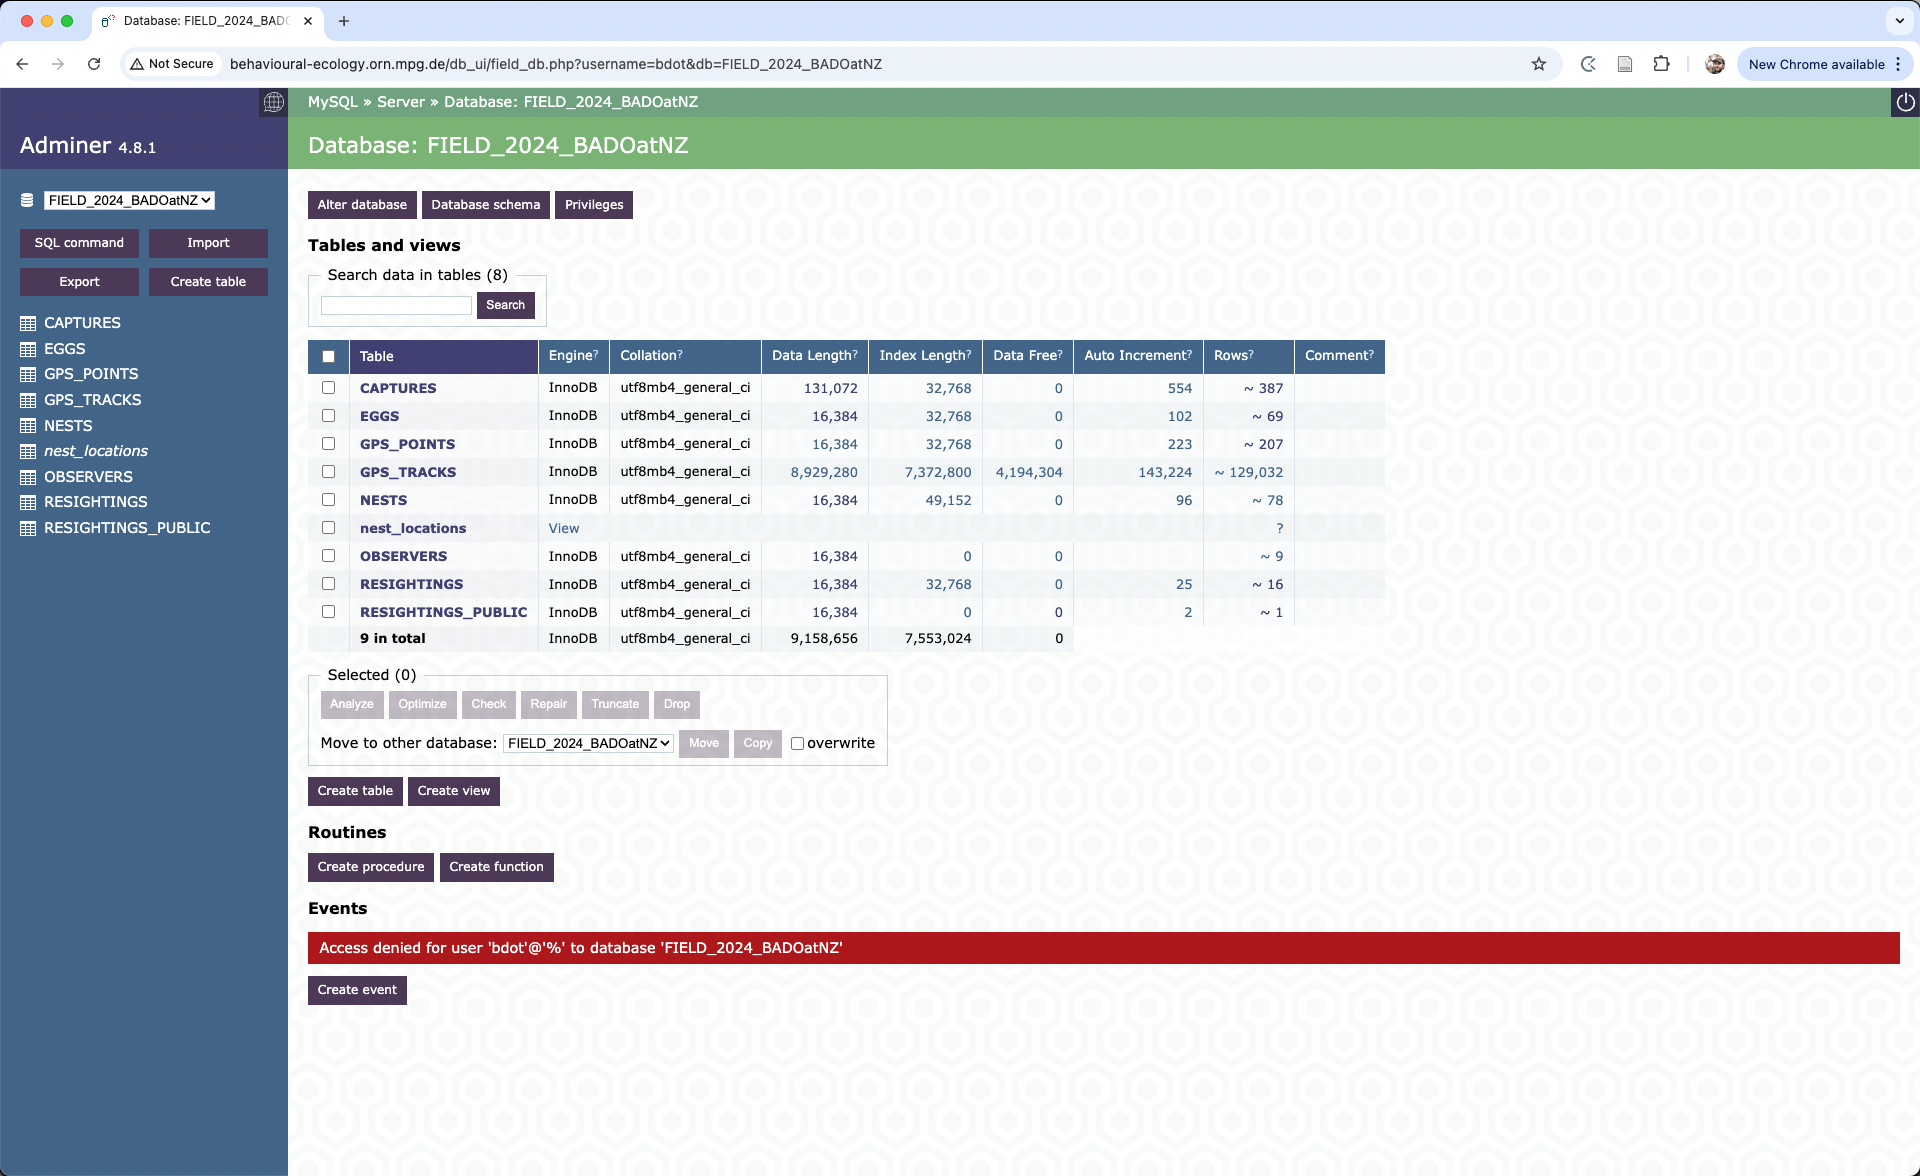 Database: FIELD_2024_BADO
Not Secure behavioural-ecology.orn.mpg.de/db_ui/field_db.php?username=bdot&db=FIELD_2024_BADOatNZ New Chrome available
MySQL » Server » Database: FIELD_2024_BADOatNZ
Adminer 4.8.1
Database: FIELD_2024_BADOatNZ
FIELD_2024_BADOatNZ
SQL command Import
Export Create table
CAPTURES
EGGS
GPS_POINTS
GPS_TRACKS
NESTS
nest_locations
OBSERVERS
RESIGHTINGS
RESIGHTINGS_PUBLIC
Alter database Database schema Privileges
Tables and views
Search data in tables (8)
Search
Table Engine? Collation? Data Length? Index Length? Data Free? Auto Increment? Rows? Comment?
CAPTURES InnoDB utf8mb4_general_ci 131,072 32,768 0 554 ~ 387
EGGS InnoDB utf8mb4_general_ci 16,384 32,768 0 102 ~ 69
GPS_POINTS InnoDB utf8mb4_general_ci 16,384 32,768 0 223 ~ 207
GPS_TRACKS InnoDB utf8mb4_general_ci 8,929,280 7,372,800 4,194,304 143,224 ~ 129,032
NESTS InnoDB utf8mb4_general_ci 16,384 49,152 0 96 ~ 78
nest_locations View ?
OBSERVERS InnoDB utf8mb4_general_ci 16,384 0 0 ~ 9
RESIGHTINGS InnoDB utf8mb4_general_ci 16,384 32,768 0 25 ~ 16
RESIGHTINGS_PUBLIC InnoDB utf8mb4_general_ci 16,384 0 0 2 ~ 1
9 in total InnoDB utf8mb4_general_ci 9,158,656 7,553,024 0
Selected (0)
Analyze Optimize Check Repair Truncate Drop
Move to other database: FIELD_2024_BADOatNZ Move Copy overwrite
Create table Create view
Routines
Create procedure Create function
Events
Access denied for user 'bdot'@'%' to database 'FIELD_2024_BADOatNZ'
Create event